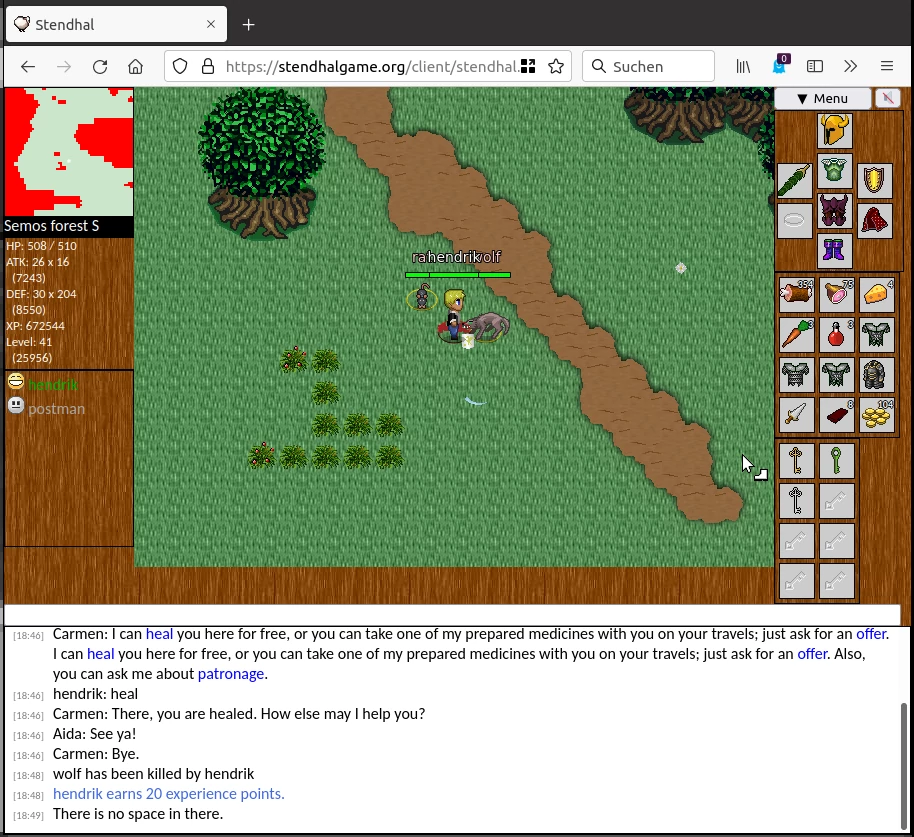 Stendhal
https://stendhalgame.org/client/stendhal.
Suchen
0
Menu
Semos forest S
HP: 508 / 510
ATK: 26 x 16
(7243)
DEF: 30 x 204
(8550)
XP: 672544
Level: 41
(25956)
hendrik
postman
rahendrikolf
354
75
4
3
3
8
104
[18:46] Carmen: I can heal you here for free, or you can take one of my prepared medicines with you on your travels; just ask for an offer.
I can heal you here for free, or you can take one of my prepared medicines with you on your travels; just ask for an offer. Also,
you can ask me about patronage.
[18:46] hendrik: heal
[18:46] Carmen: There, you are healed. How else may I help you?
[18:46] Aida: See ya!
[18:46] Carmen: Bye.
[18:48] wolf has been killed by hendrik
[18:48] hendrik earns 20 experience points.
[18:49] There is no space in there.